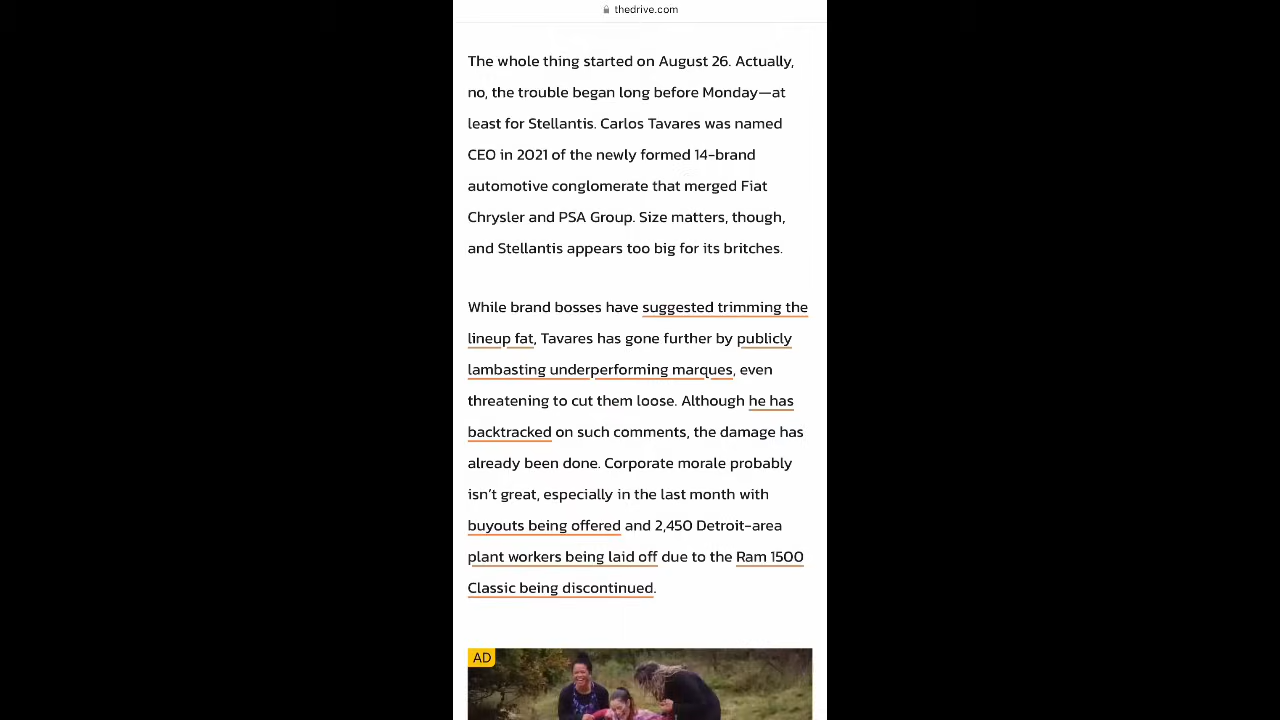 thedrive.com
The whole thing started on August 26. Actually,
no, the trouble began long before Monday—at
least for Stellantis. Carlos Tavares was named
CEO in 2021 of the newly formed 14-brand
automotive conglomerate that merged Fiat
Chrysler and PSA Group. Size matters, though,
and Stellantis appears too big for its britches.
While brand bosses have suggested trimming the
lineup fat, Tavares has gone further by publicly
lambasting underperforming marques, even
threatening to cut them loose. Although he has
backtracked on such comments, the damage has
already been done. Corporate morale probably
isn't great, especially in the last month with
buyouts being offered and 2,450 Detroit-area
plant workers being laid off due to the Ram 1500
Classic being discontinued.
AD